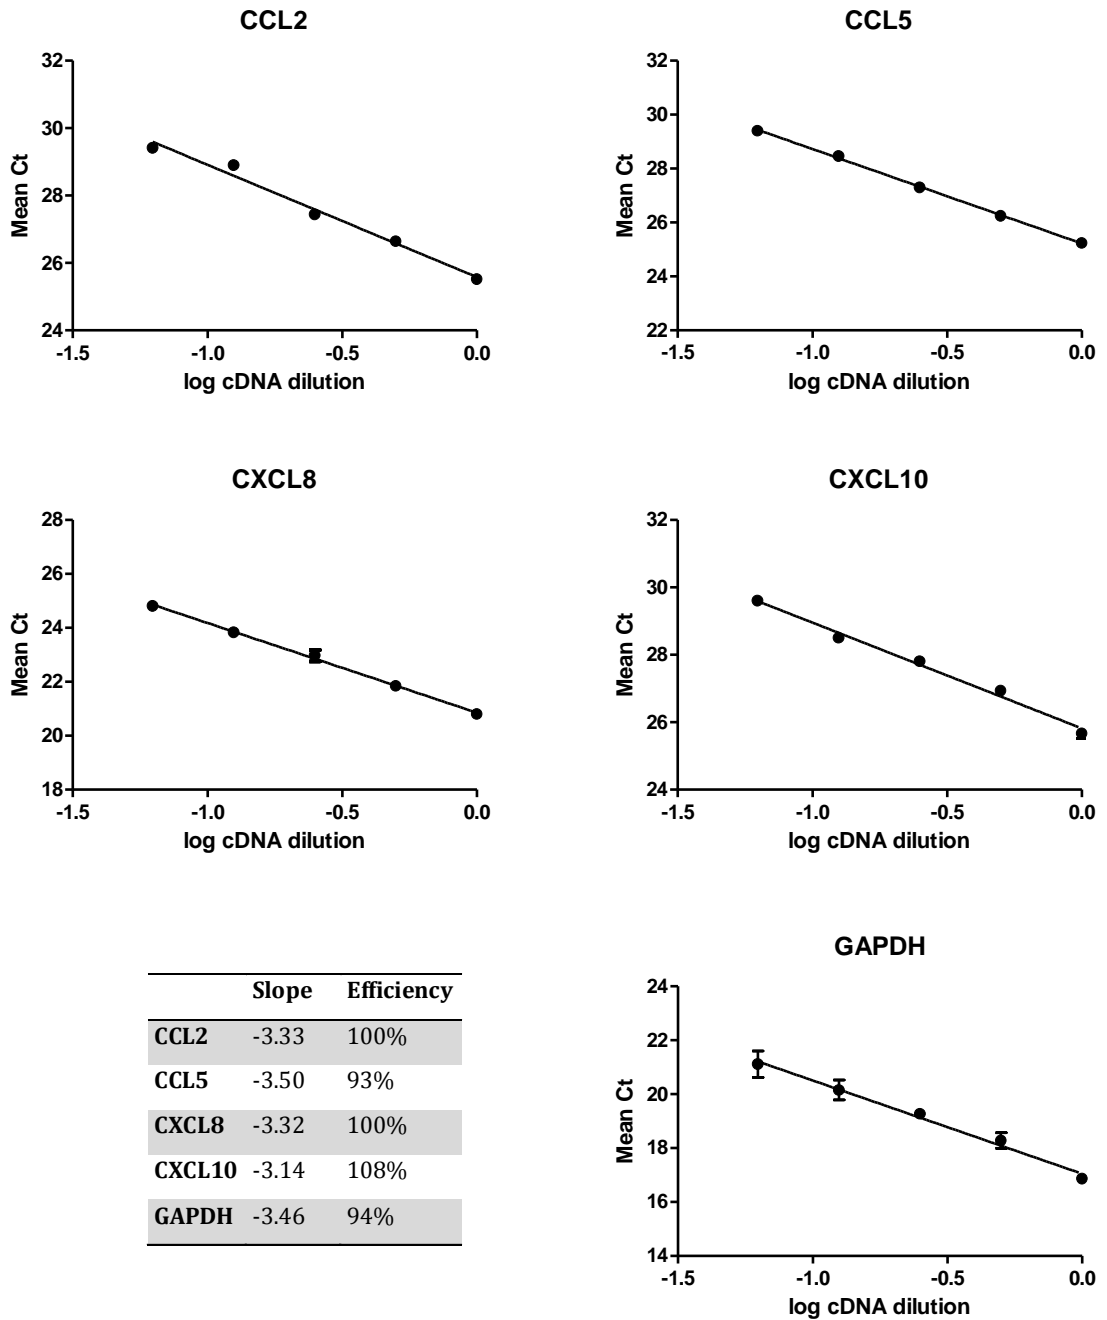 CCL2
32
30
28
26
24
-1.5 -1.0 -0.5 0.0
Mean Ct
log cDNA dilution
CCL5
32
30
28
26
24
22
-1.5 -1.0 -0.5 0.0
Mean Ct
log cDNA dilution
CXCL8
28
26
24
22
20
18
-1.5 -1.0 -0.5 0.0
Mean Ct
log cDNA dilution
CXCL10
32
30
28
26
24
-1.5 -1.0 -0.5 0.0
Mean Ct
log cDNA dilution
Slope Efficiency
CCL2 -3.33 100%
CCL5 -3.50 93%
CXCL8 -3.32 100%
CXCL10 -3.14 108%
GAPDH -3.46 94%
GAPDH
24
22
20
18
16
14
-1.5 -1.0 -0.5 0.0
Mean Ct
log cDNA dilution